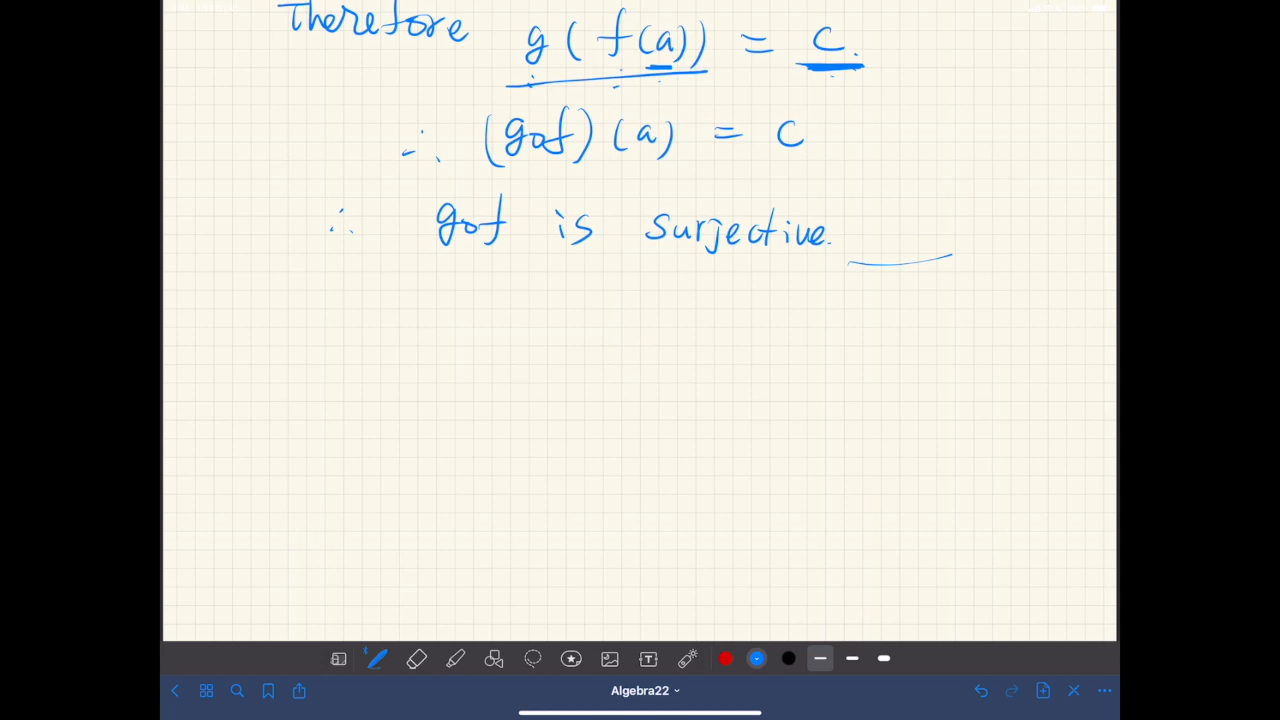 Therefore g(f(a)) = c.
∴ (gof)(a) = c
∴ gof is surjective.
Algebra22